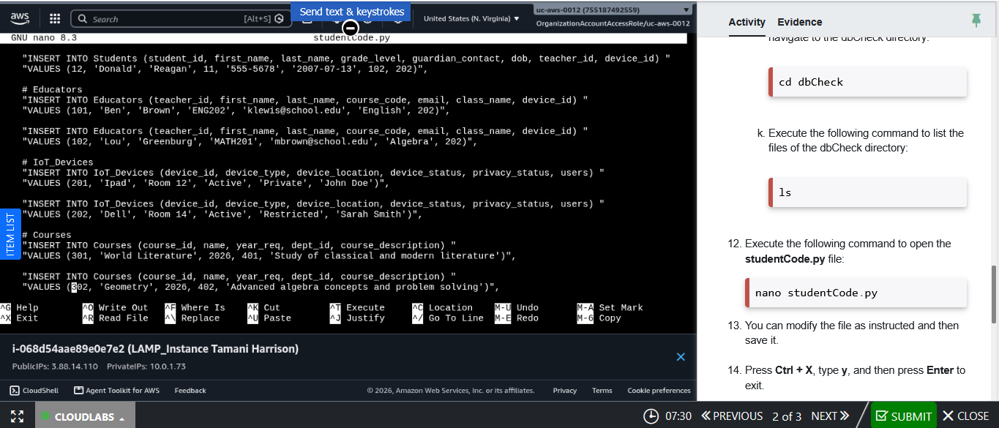 aws
Search [Alt+S]
Send text & keystrokes
United States (N. Virginia)
uc-aws-0012 (755187492559)
OrganizationAccountAccessRole/uc-aws-0012
GNU nano 8.3 studentCode.py
"INSERT INTO Students (student_id, first_name, last_name, grade_level, guardian_contact, dob, teacher_id, device_id) "
"VALUES (12, 'Donald', 'Reagan', 11, '555-5678', '2007-07-13', 102, 202)",
# Educators
"INSERT INTO Educators (teacher_id, first_name, last_name, course_code, email, class_name, device_id) "
"VALUES (101, 'Ben', 'Brown', 'ENG202', 'klewis@school.edu', 'English', 202)",
"INSERT INTO Educators (teacher_id, first_name, last_name, course_code, email, class_name, device_id) "
"VALUES (102, 'Lou', 'Greenburg', 'MATH201', 'mbrown@school.edu', 'Algebra', 202)",
# IoT_Devices
"INSERT INTO IoT_Devices (device_id, device_type, device_location, device_status, privacy_status, users) "
"VALUES (201, 'Ipad', 'Room 12', 'Active', 'Private', 'John Doe')",
"INSERT INTO IoT_Devices (device_id, device_type, device_location, device_status, privacy_status, users) "
"VALUES (202, 'Dell', 'Room 14', 'Active', 'Restricted', 'Sarah Smith')",
# Courses
"INSERT INTO Courses (course_id, name, year_req, dept_id, course_description) "
"VALUES (301, 'World Literature', 2026, 401, 'Study of classical and modern literature')",
"INSERT INTO Courses (course_id, name, year_req, dept_id, course_description) "
"VALUES (302, 'Geometry', 2026, 402, 'Advanced algebra concepts and problem solving')",
^G Help ^O Write Out ^F Where Is ^K Cut ^T Execute ^C Location M-U Undo M-A Set Mark
^X Exit ^R Read File ^\ Replace ^U Paste ^J Justify ^/ Go To Line M-E Redo M-6 Copy
ITEM LIST
i-068d54aae89e0e7e2 (LAMP_Instance Tamani Harrison)
PublicIPs: 3.88.14.110 PrivateIPs: 10.0.1.73
CloudShell Agent Toolkit for AWS Feedback © 2026, Amazon Web Services, Inc. or its affiliates. Privacy Terms Cookie preferences
Activity Evidence
navigate to the dbCheck directory:
cd dbCheck
k. Execute the following command to list the
files of the dbCheck directory:
ls
12. Execute the following command to open the
studentCode.py file:
nano studentCode.py
13. You can modify the file as instructed and then
save it.
14. Press Ctrl + X, type y, and then press Enter to
exit.
CLOUDLABS 07:30 PREVIOUS 2 of 3 NEXT SUBMIT CLOSE